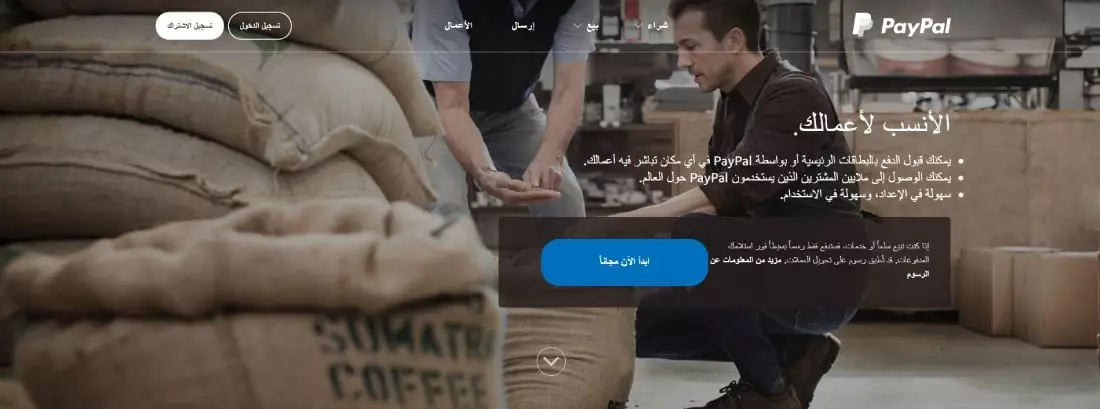 PayPal
شراء
بيع
إرسال
الأعمال
تسجيل الدخول
تسجيل الاشتراك
الأنسب لأعمالك.
يمكنك قبول الدفع بالبطاقات الرئيسية أو بواسطة PayPal في أي مكان تباشر فيه أعمالك.
يمكنك الوصول إلى ملايين المشترين الذين يستخدمون PayPal حول العالم.
سهولة في الإعداد، وسهولة في الاستخدام.
إذا كنت تبيع سلعاً أو خدمات، فستدفع فقط رسماً بسيطاً فور استلامك
المدفوعات. قد تُطبق رسوم على تحويل العملات. مزيد من المعلومات عن
الرسوم
ابدأ الآن مجاناً
SUMATRA
COFFEE